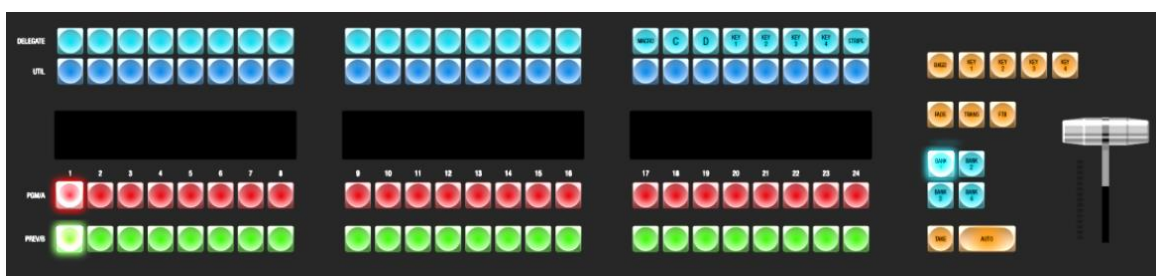 DELEGATE MACRO C D KEY 1 KEY 2 KEY 3 KEY 4
UTIL
KEY 1 KEY 2 KEY 3 KEY 4
FADE TRANS FTB
BANK 1 BANK 2
1 2 3 4 5 6 7 8 9 10 11 12 13 14 15 16 17 18 19 20 21 22 23 24
PGM/A BANK 3 BANK 4
PREV/B TAKE AUTO